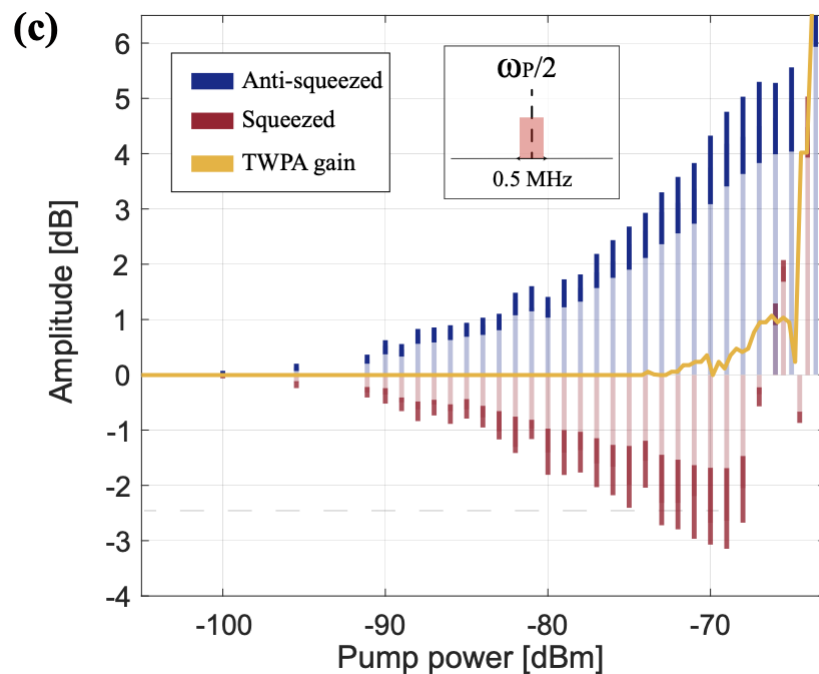 (c)
Amplitude [dB]
6
5
4
3
2
1
0
-1
-2
-3
-4
Anti-squeezed
Squeezed
TWPA gain
ωP/2
0.5 MHz
-100
-90
-80
-70
Pump power [dBm]